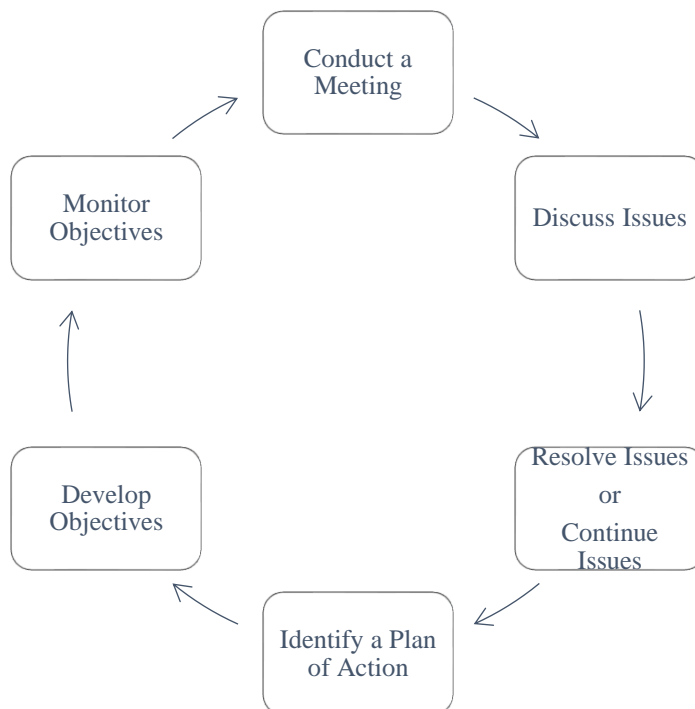 Conduct a
Meeting
Discuss Issues
Resolve Issues
or
Continue
Issues
Identify a Plan
of Action
Develop
Objectives
Monitor
Objectives